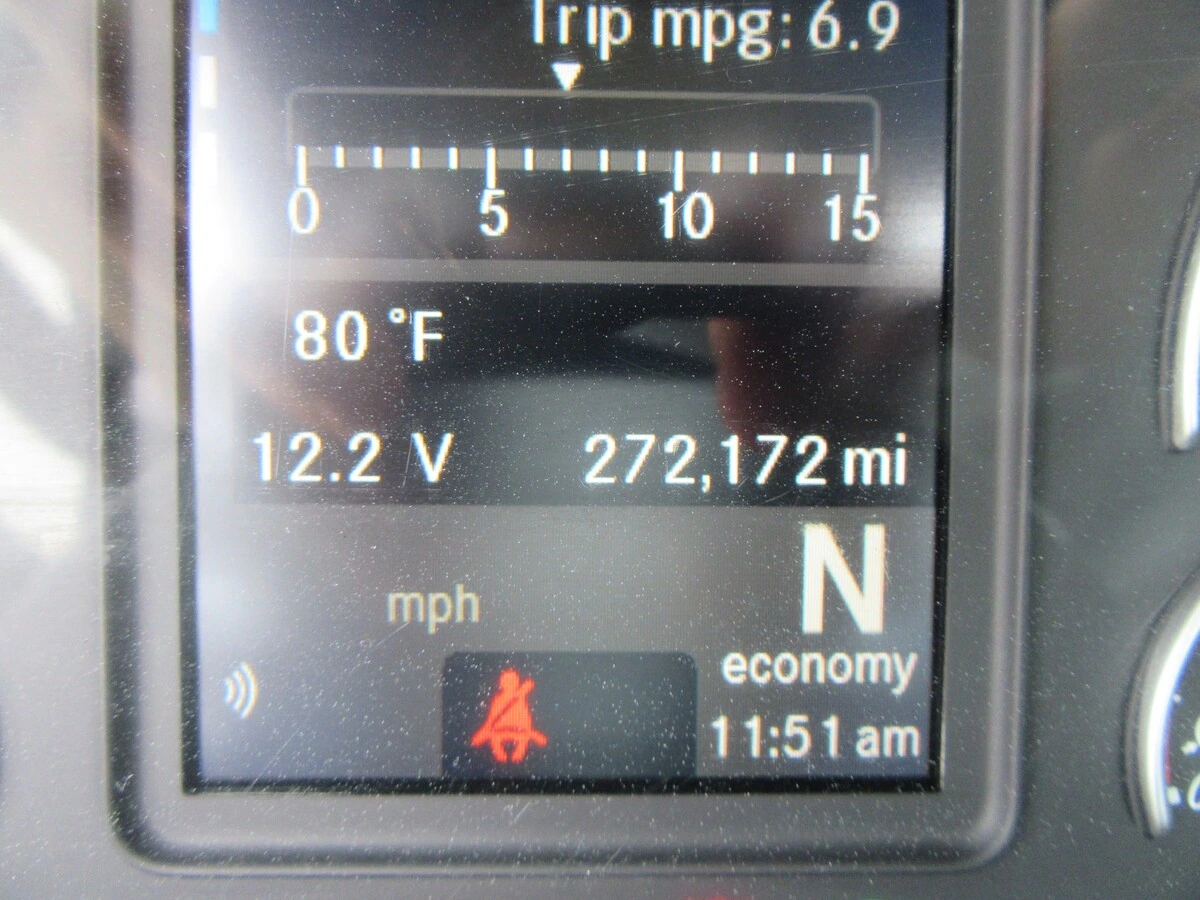 Trip mpg: 6.9
0 5 10 15
80 °F
12.2 V 272,172 mi
N
mph
economy
11:51 am